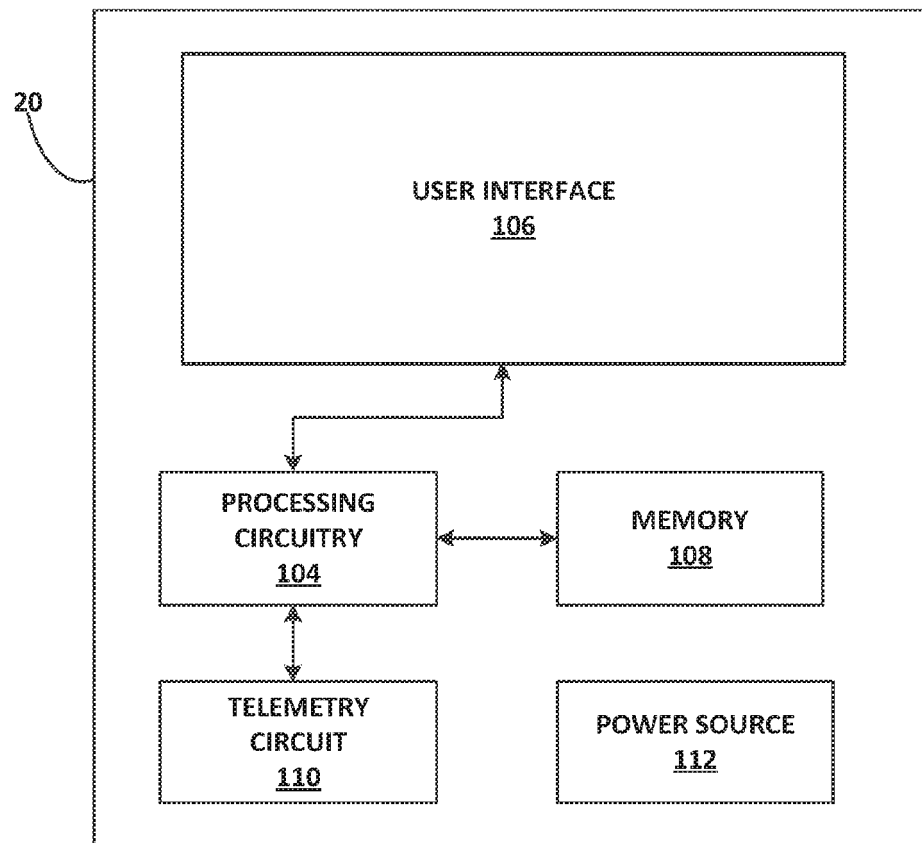 20
USER INTERFACE
106
PROCESSING
CIRCUITRY
104
MEMORY
108
TELEMETRY
CIRCUIT
110
POWER SOURCE
112